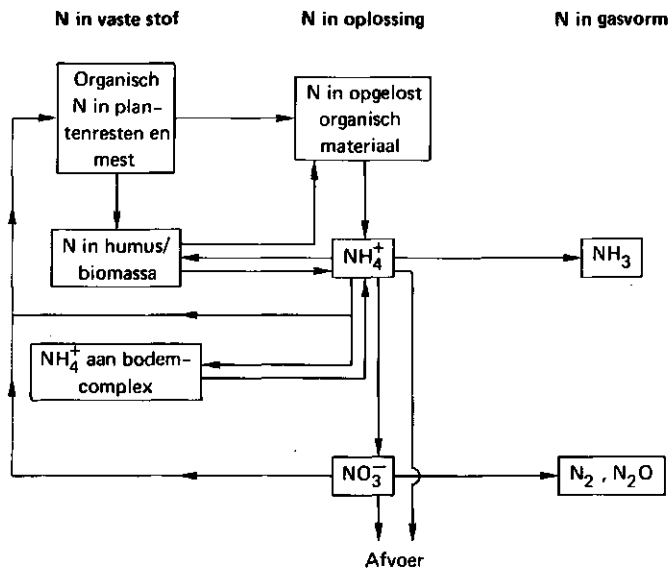 N in vaste stof
N in oplossing
N in gasvorm
Organisch
N in plan-
tenresten en
mest
N in opgelost
organisch
materiaal
N in humus/
biomassa
NH₄⁺
NH₃
NH₄⁺ aan bodem-
complex
NO₃⁻
N₂ , N₂O
Afvoer